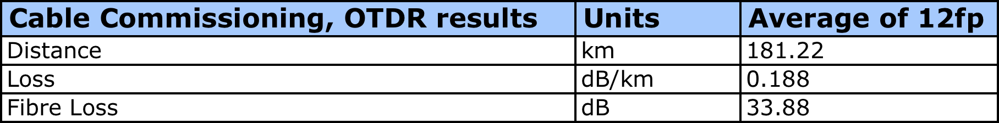 Cable Commissioning, OTDR results Units Average of 12fp
Distance km 181.22
Loss dB/km 0.188
Fibre Loss dB 33.88